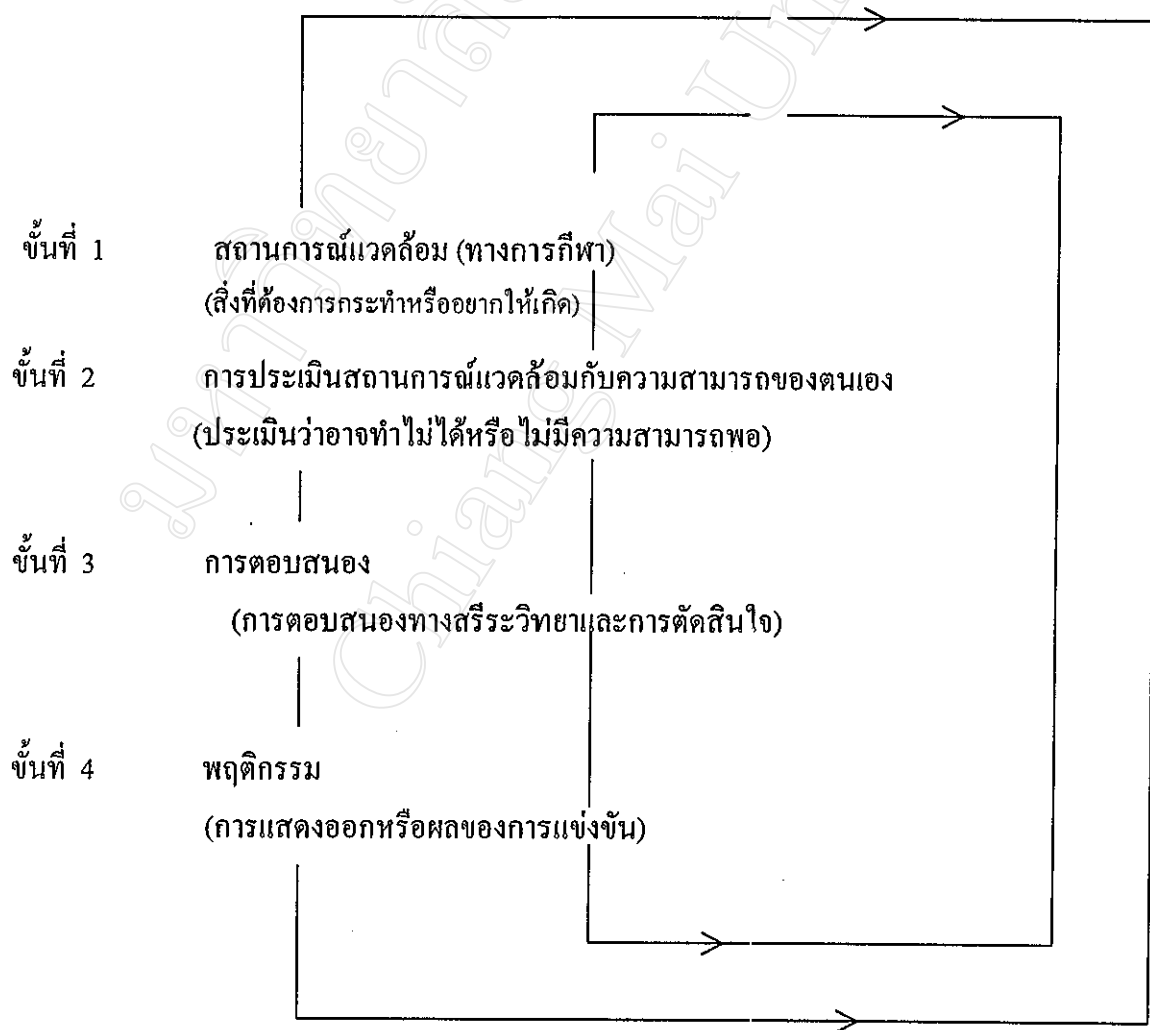 ขั้นที่ 1 สถานการณ์แวดล้อม (ทางการกีฬา)
(สิ่งที่ต้องการกระทำหรืออยากให้เกิด)
ขั้นที่ 2 การประเมินสถานการณ์แวดล้อมกับความสามารถของตนเอง
(ประเมินว่าอาจทำไม่ได้หรือไม่มีความสามารถพอ)
ขั้นที่ 3 การตอบสนอง
(การตอบสนองทางสรีระวิทยาและการตัดสินใจ)
ขั้นที่ 4 พฤติกรรม
(การแสดงออกหรือผลของการแข่งขัน)
Chiang Mai Un